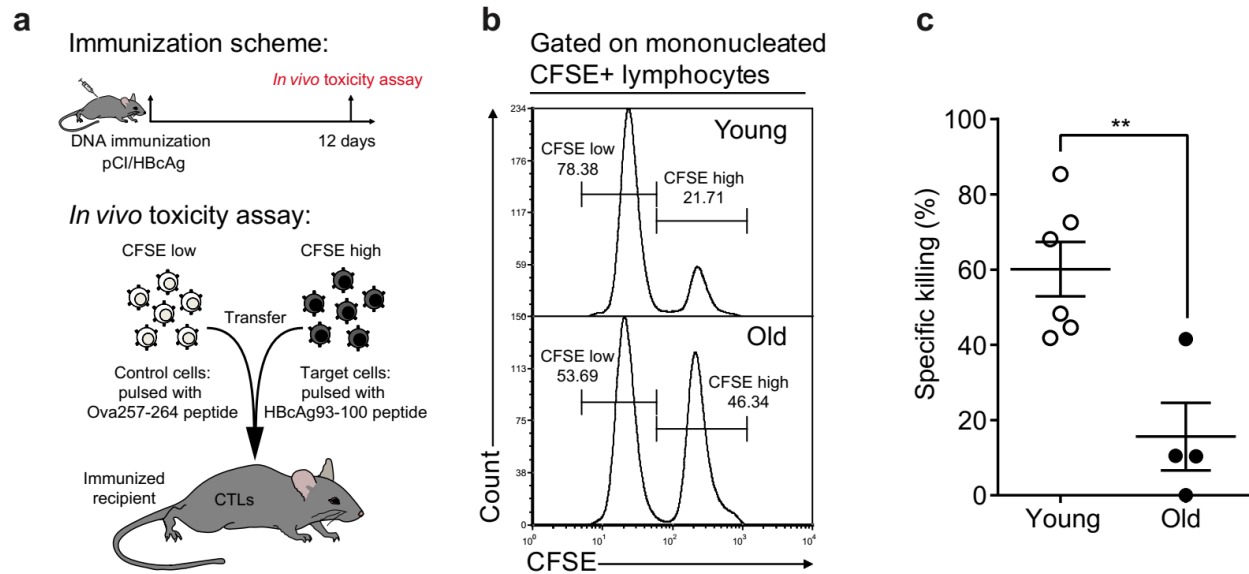 a
Immunization scheme:
In vivo toxicity assay
DNA immunization
pCI/HBcAg
12 days
In vivo toxicity assay:
CFSE low
CFSE high
Transfer
Control cells:
pulsed with
Ova257-264 peptide
Target cells:
pulsed with
HBcAg93-100 peptide
Immunized
recipient
CTLs
b
Gated on mononucleated
CFSE+ lymphocytes
234
176
117
59
Young
CFSE low
78.38
CFSE high
21.71
150
113
75
38
0
Old
CFSE low
53.69
CFSE high
46.34
10⁰
10¹
10²
10³
10⁴
Count
CFSE
c
**
Specific killing (%)
100
80
60
40
20
0
Young
Old